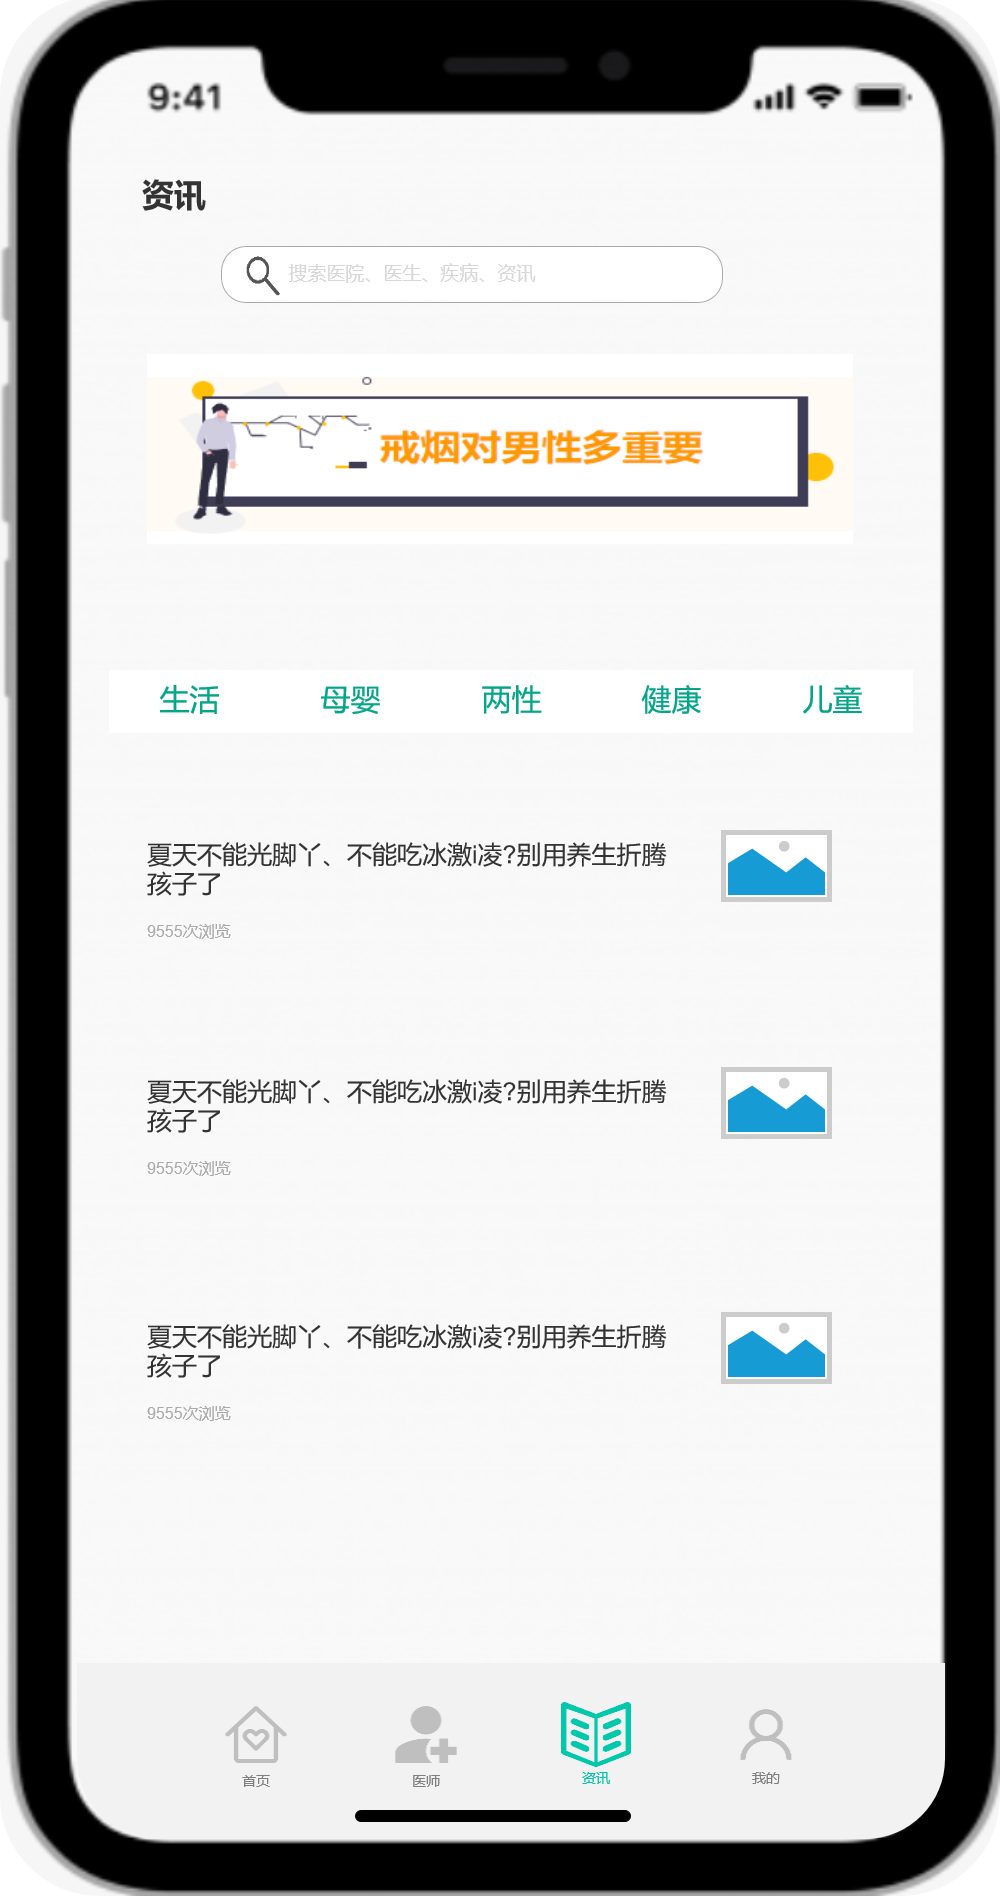 9:41
资讯
搜索医院、医生、疾病、资讯
戒烟对男性多重要
生活 母婴 两性 健康 儿童
夏天不能光脚丫、不能吃冰激i凌?别用养生折腾
孩子了
9555次浏览
夏天不能光脚丫、不能吃冰激i凌?别用养生折腾
孩子了
9555次浏览
夏天不能光脚丫、不能吃冰激i凌?别用养生折腾
孩子了
9555次浏览
首页 医师 资讯 我的